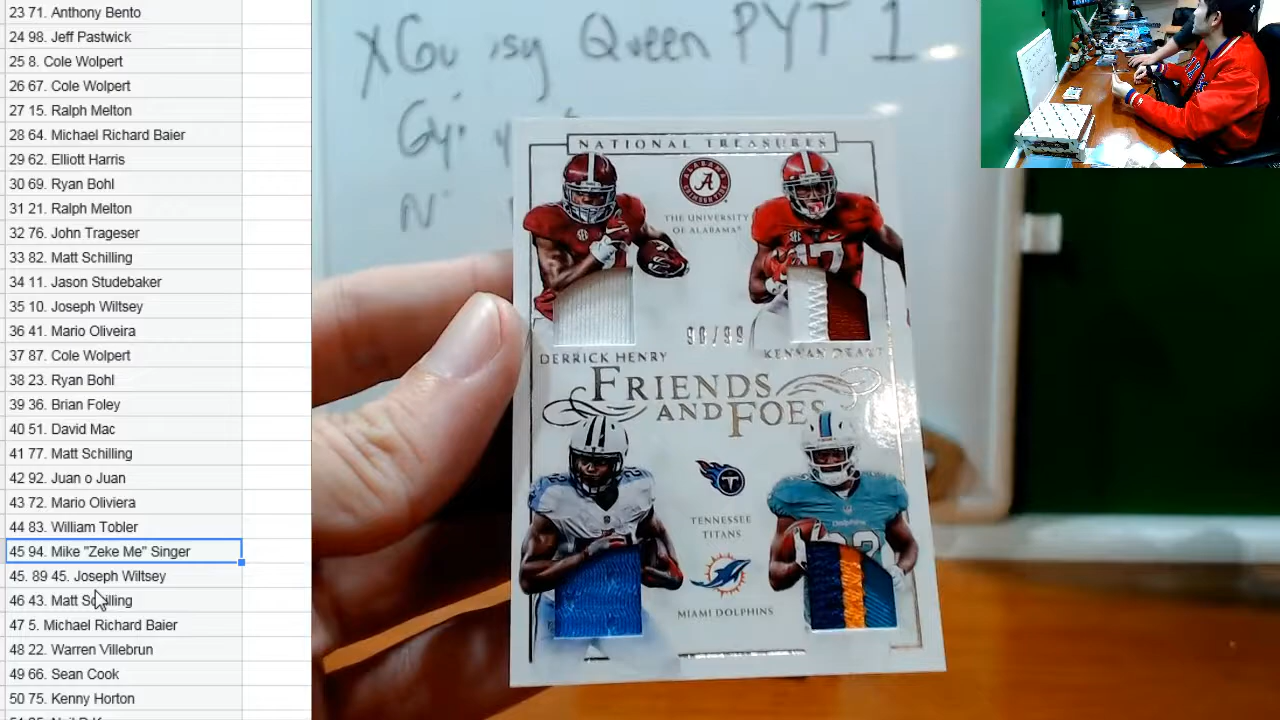 23 71. Anthony Bento
24 98. Jeff Pastwick
25 8. Cole Wolpert
26 67. Cole Wolpert
27 15. Ralph Melton
28 64. Michael Richard Baier
29 62. Elliott Harris
30 69. Ryan Bohl
31 21. Ralph Melton
32 76. John Trageser
33 82. Matt Schilling
34 11. Jason Studebaker
35 10. Joseph Wiltsey
36 41. Mario Oliveira
37 87. Cole Wolpert
38 23. Ryan Bohl
39 36. Brian Foley
40 51. David Mac
41 77. Matt Schilling
42 92. Juan o Juan
43 72. Mario Oliviera
44 83. William Tobler
45 94. Mike "Zeke Me" Singer
45. 89 45. Joseph Wiltsey
46 43. Matt Schilling
47 5. Michael Richard Baier
48 22. Warren Villebrun
49 66. Sean Cook
50 75. Kenny Horton
Queen PYT 1
NATIONAL TREASURES
ALABAMA
A
THE UNIVERSITY
OF ALABAMA
17
DERRICK HENRY
KENYAN DRAKE
FRIENDS
AND FOES
TENNESSEE
TITANS
T
Dolphins
MIAMI DOLPHINS